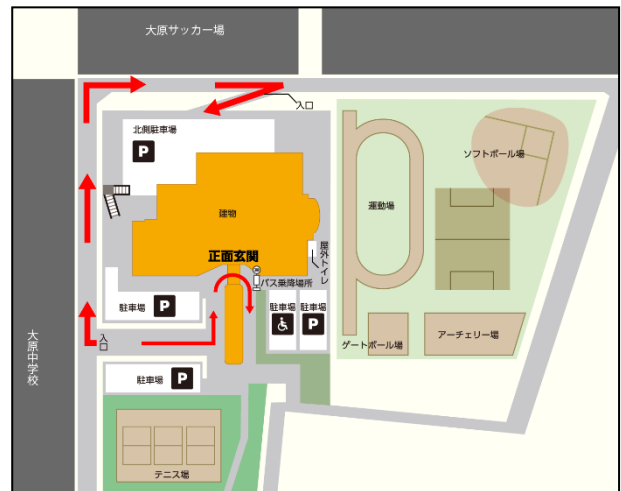 大原サッカー場
入口
北側駐車場
P
ソフトボール場
建物
運動場
正面玄関
屋外トイレ
バス乗降場所
駐車場 P
駐車場
駐車場
P
入口
大原中学校
ゲートボール場
アーチェリー場
駐車場 P
テニス場